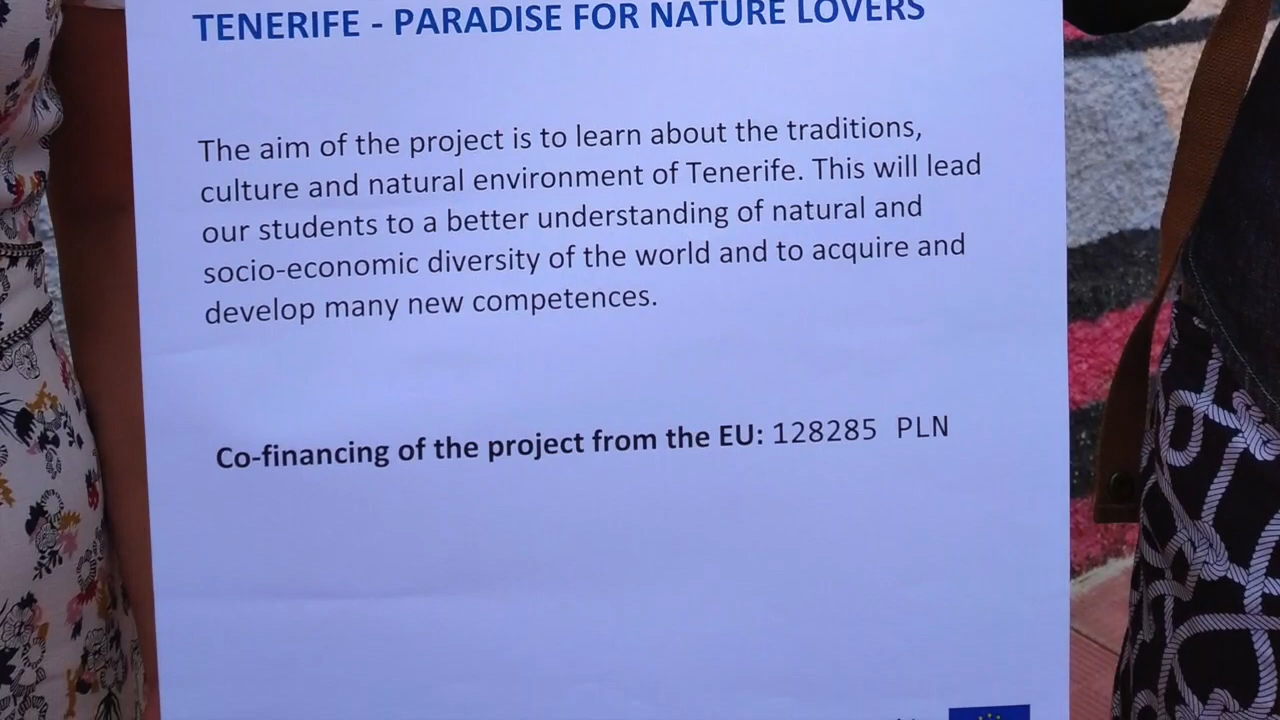 TENERIFE - PARADISE FOR NATURE LOVERS
The aim of the project is to learn about the traditions,
culture and natural environment of Tenerife. This will lead
our students to a better understanding of natural and
socio-economic diversity of the world and to acquire and
develop many new competences.
Co-financing of the project from the EU: 128285 PLN